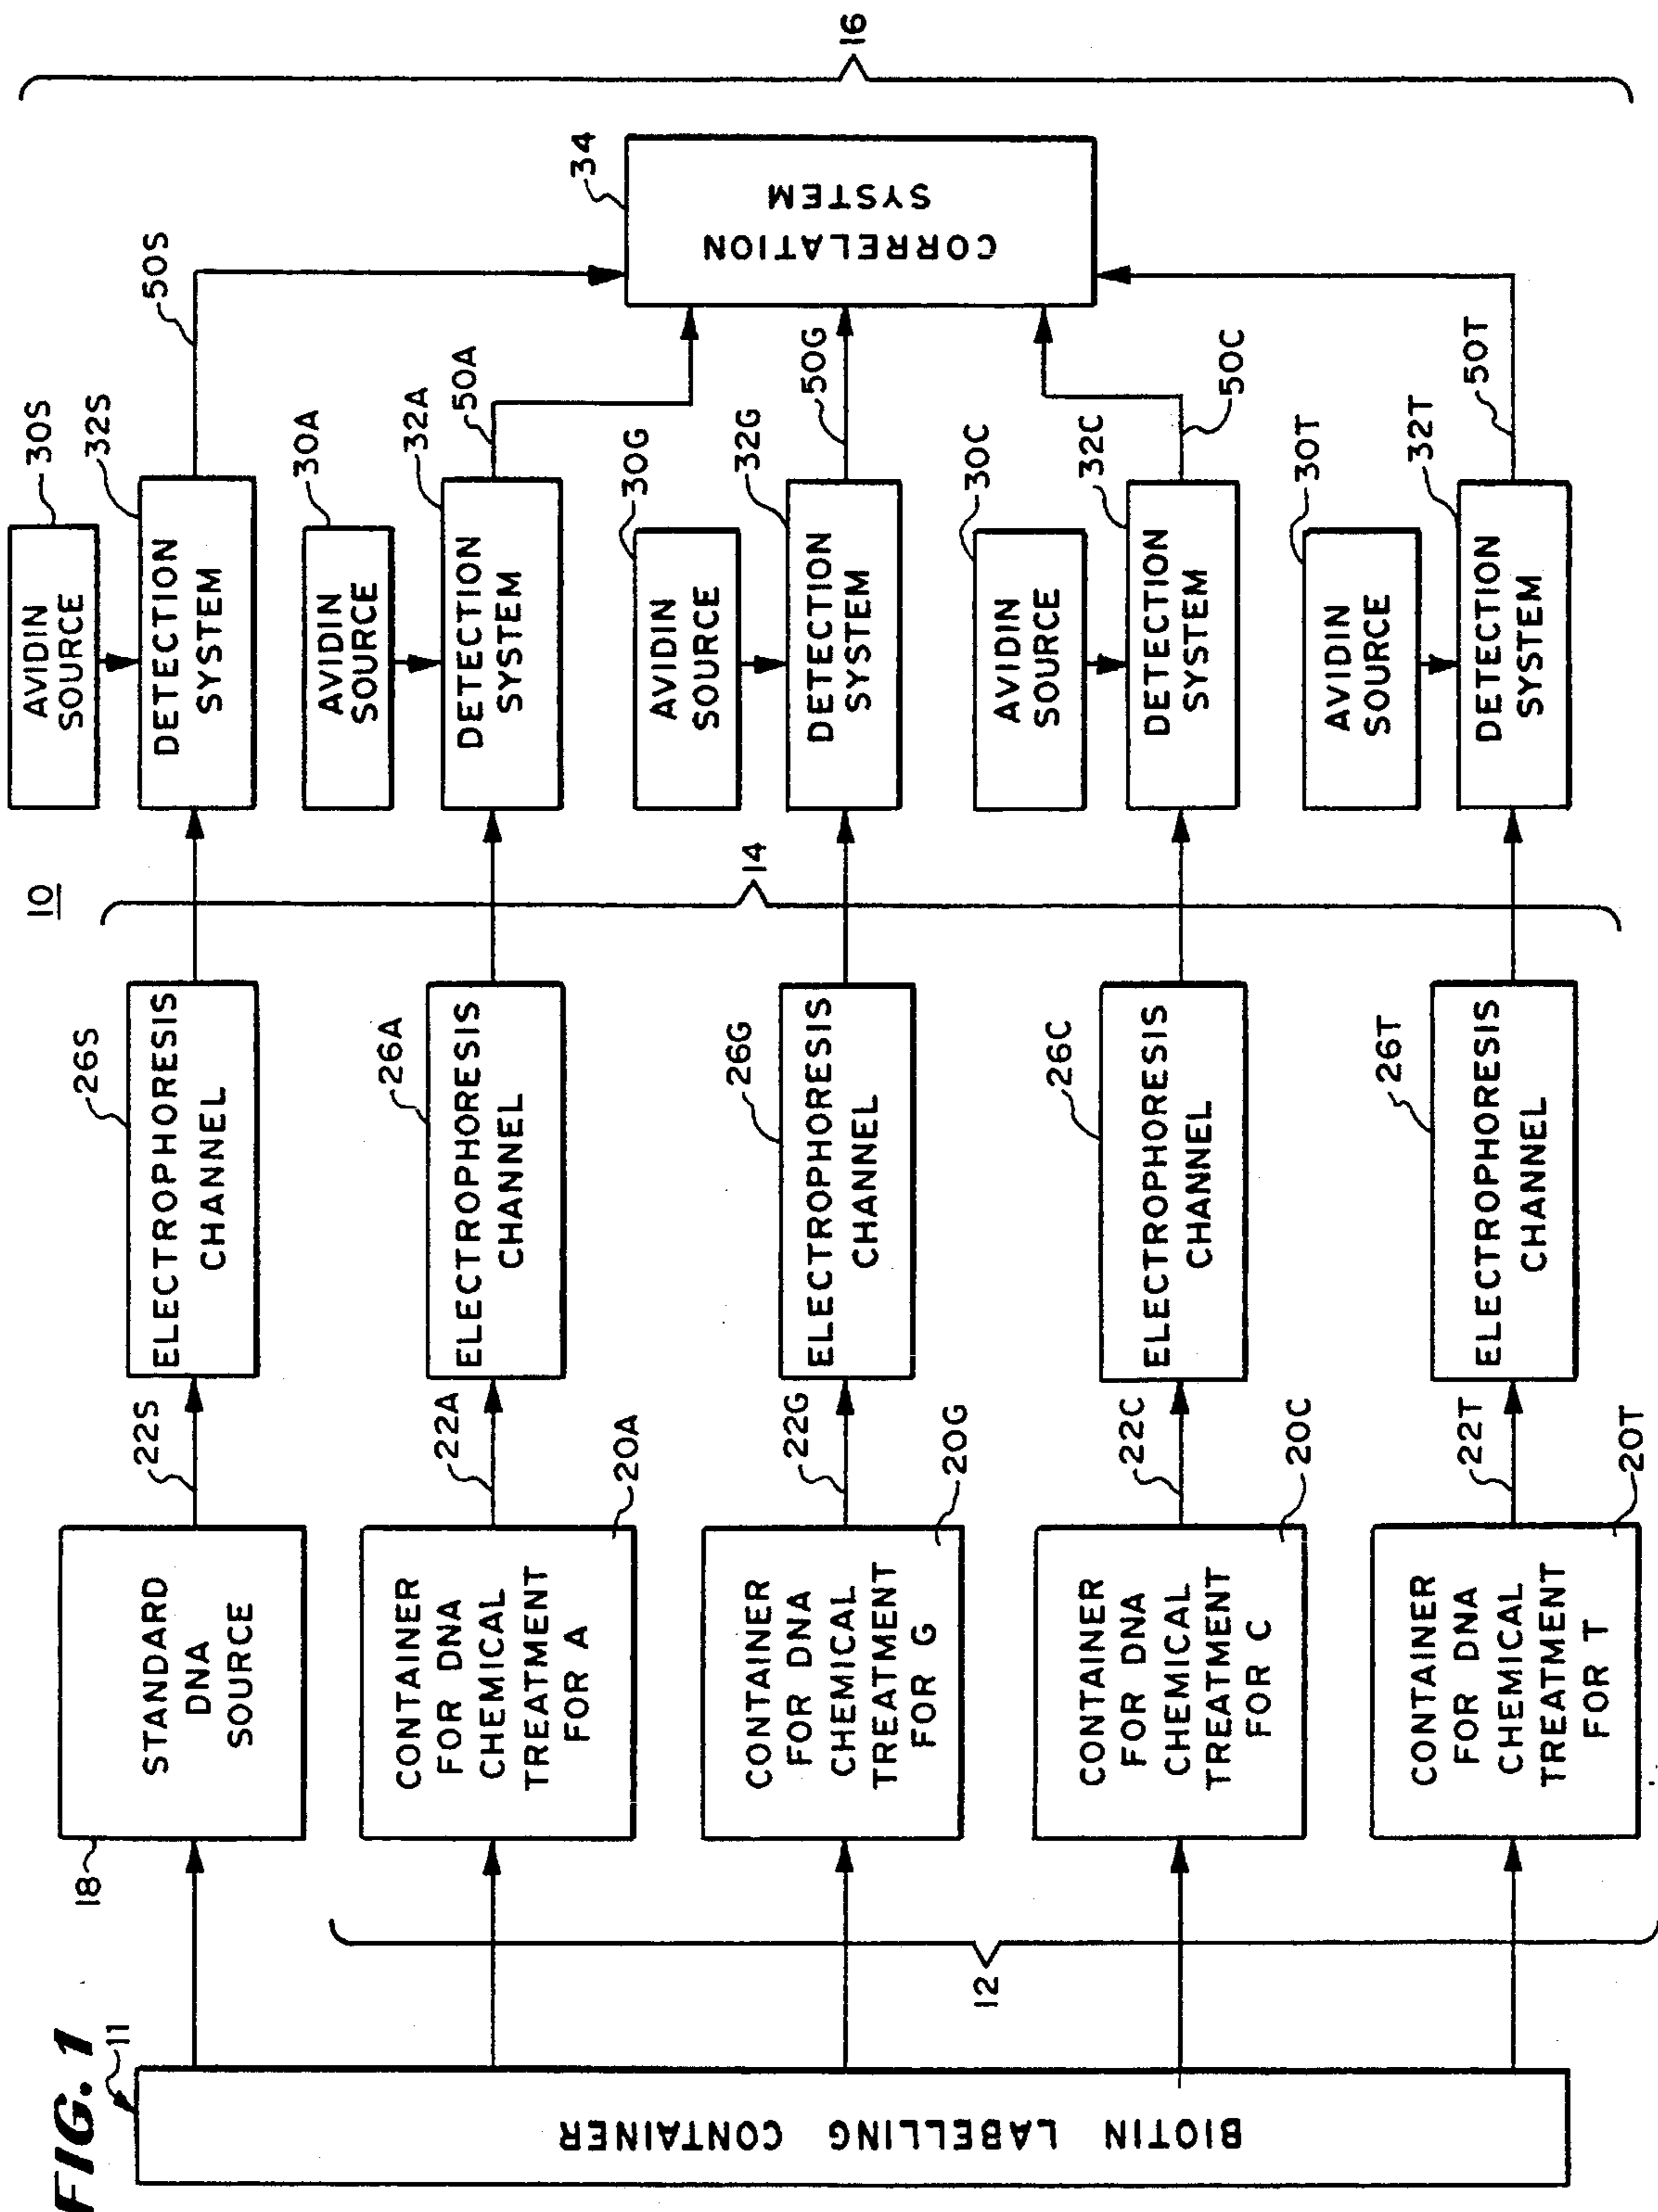 FIG. 1
10
11
BIOTIN LABELLING CONTAINER
12
18
STANDARD
DNA
SOURCE
22S
26S
ELECTROPHORESIS
CHANNEL
AVIDIN
SOURCE
30S
32S
DETECTION
SYSTEM
50S
CONTAINER
FOR DNA
CHEMICAL
TREATMENT
FOR A
20A
22A
26A
ELECTROPHORESIS
CHANNEL
AVIDIN
SOURCE
30A
32A
DETECTION
SYSTEM
50A
CONTAINER
FOR DNA
CHEMICAL
TREATMENT
FOR G
20G
22G
26G
ELECTROPHORESIS
CHANNEL
14
AVIDIN
SOURCE
30G
32G
DETECTION
SYSTEM
50G
CONTAINER
FOR DNA
CHEMICAL
TREATMENT
FOR C
20C
22C
26C
ELECTROPHORESIS
CHANNEL
AVIDIN
SOURCE
30C
32C
DETECTION
SYSTEM
50C
CONTAINER
FOR DNA
CHEMICAL
TREATMENT
FOR T
20T
22T
26T
ELECTROPHORESIS
CHANNEL
AVIDIN
SOURCE
30T
32T
DETECTION
SYSTEM
50T
34
CORRELATION
SYSTEM
16